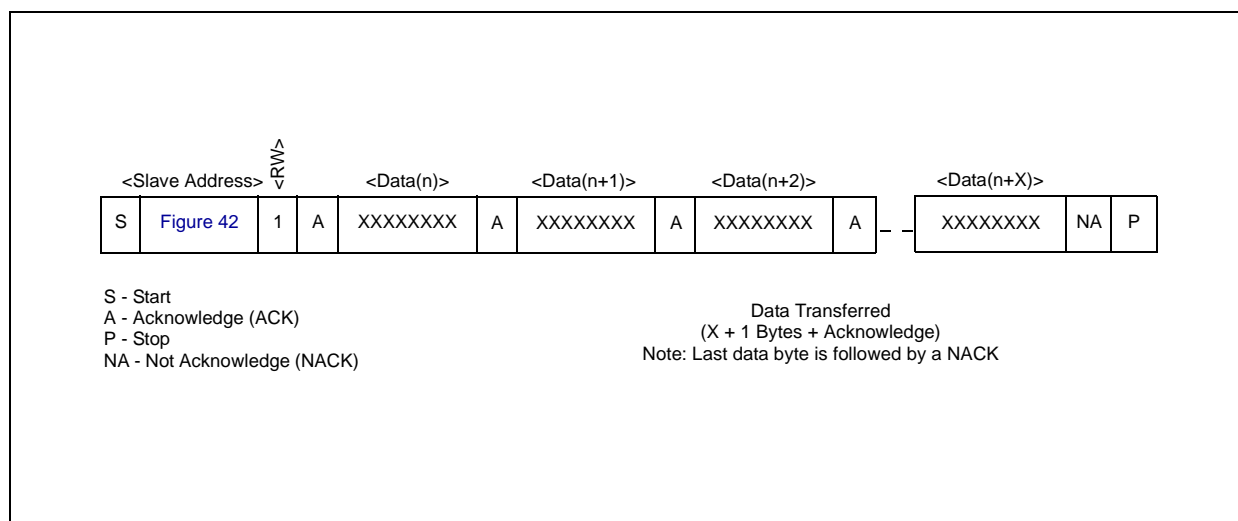 <Slave Address> <RW> <Data(n)> <Data(n+1)> <Data(n+2)> <Data(n+X)>
S Figure 42 1 A XXXXXXXX A XXXXXXXX A XXXXXXXX A XXXXXXXX NA P
S - Start
A - Acknowledge (ACK)
P - Stop
NA - Not Acknowledge (NACK)
Data Transferred
(X + 1 Bytes + Acknowledge)
Note: Last data byte is followed by a NACK